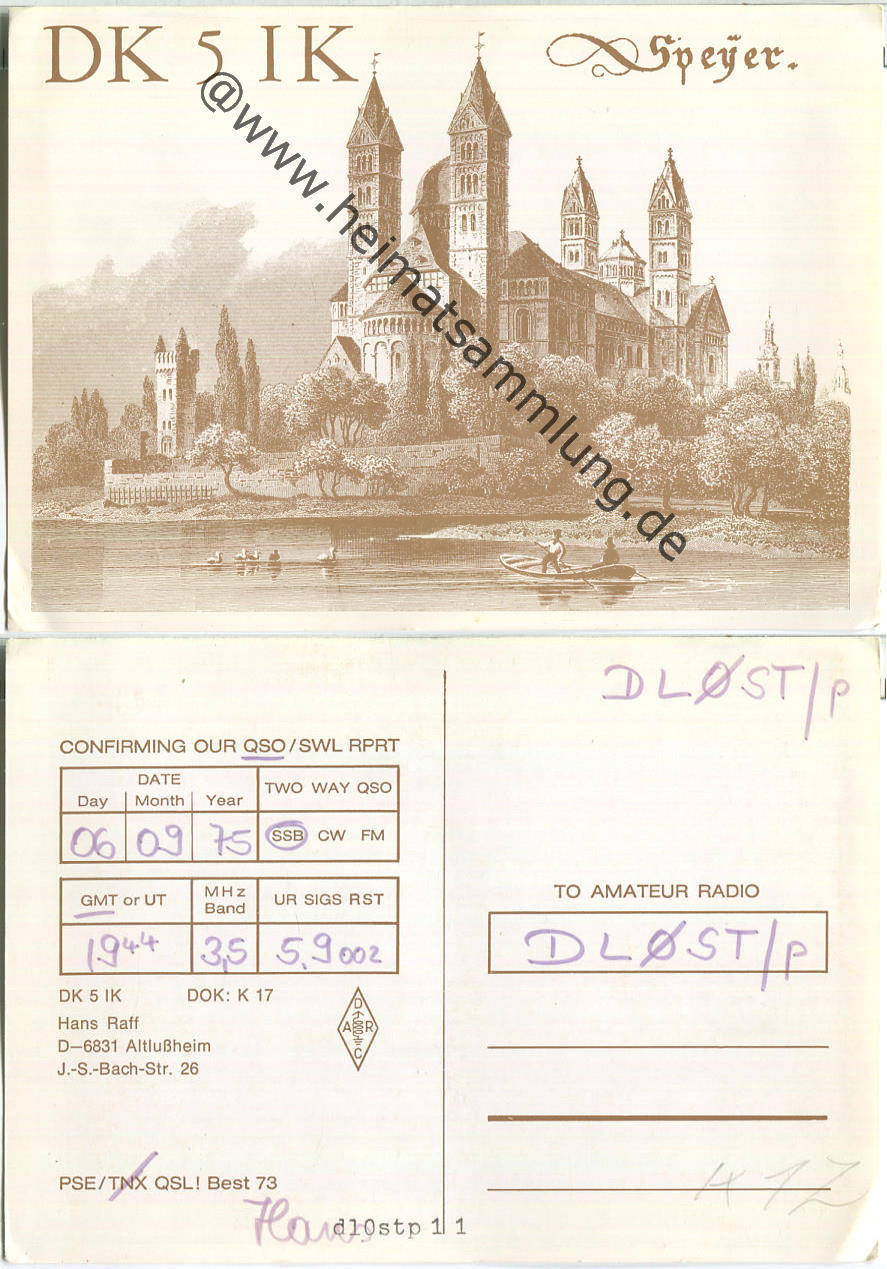 DK 5 IK
Speyer.
@www.heimatsammlung.de
DLØST/p
CONFIRMING OUR QSO/SWL RPRT
DATE
TWO WAY QSO
Day Month Year
06 09 75 SSB CW FM
GMT or UT MHz Band UR SIGS RST
19⁴⁴ 3,5 5.9 002
TO AMATEUR RADIO
DLØST/p
DK 5 IK DOK: K 17
Hans Raff
D–6831 Altlußheim
J.-S.-Bach-Str. 26
D
A R
C
PSE/TNX QSL! Best 73
Hans
dl0stp 1 1